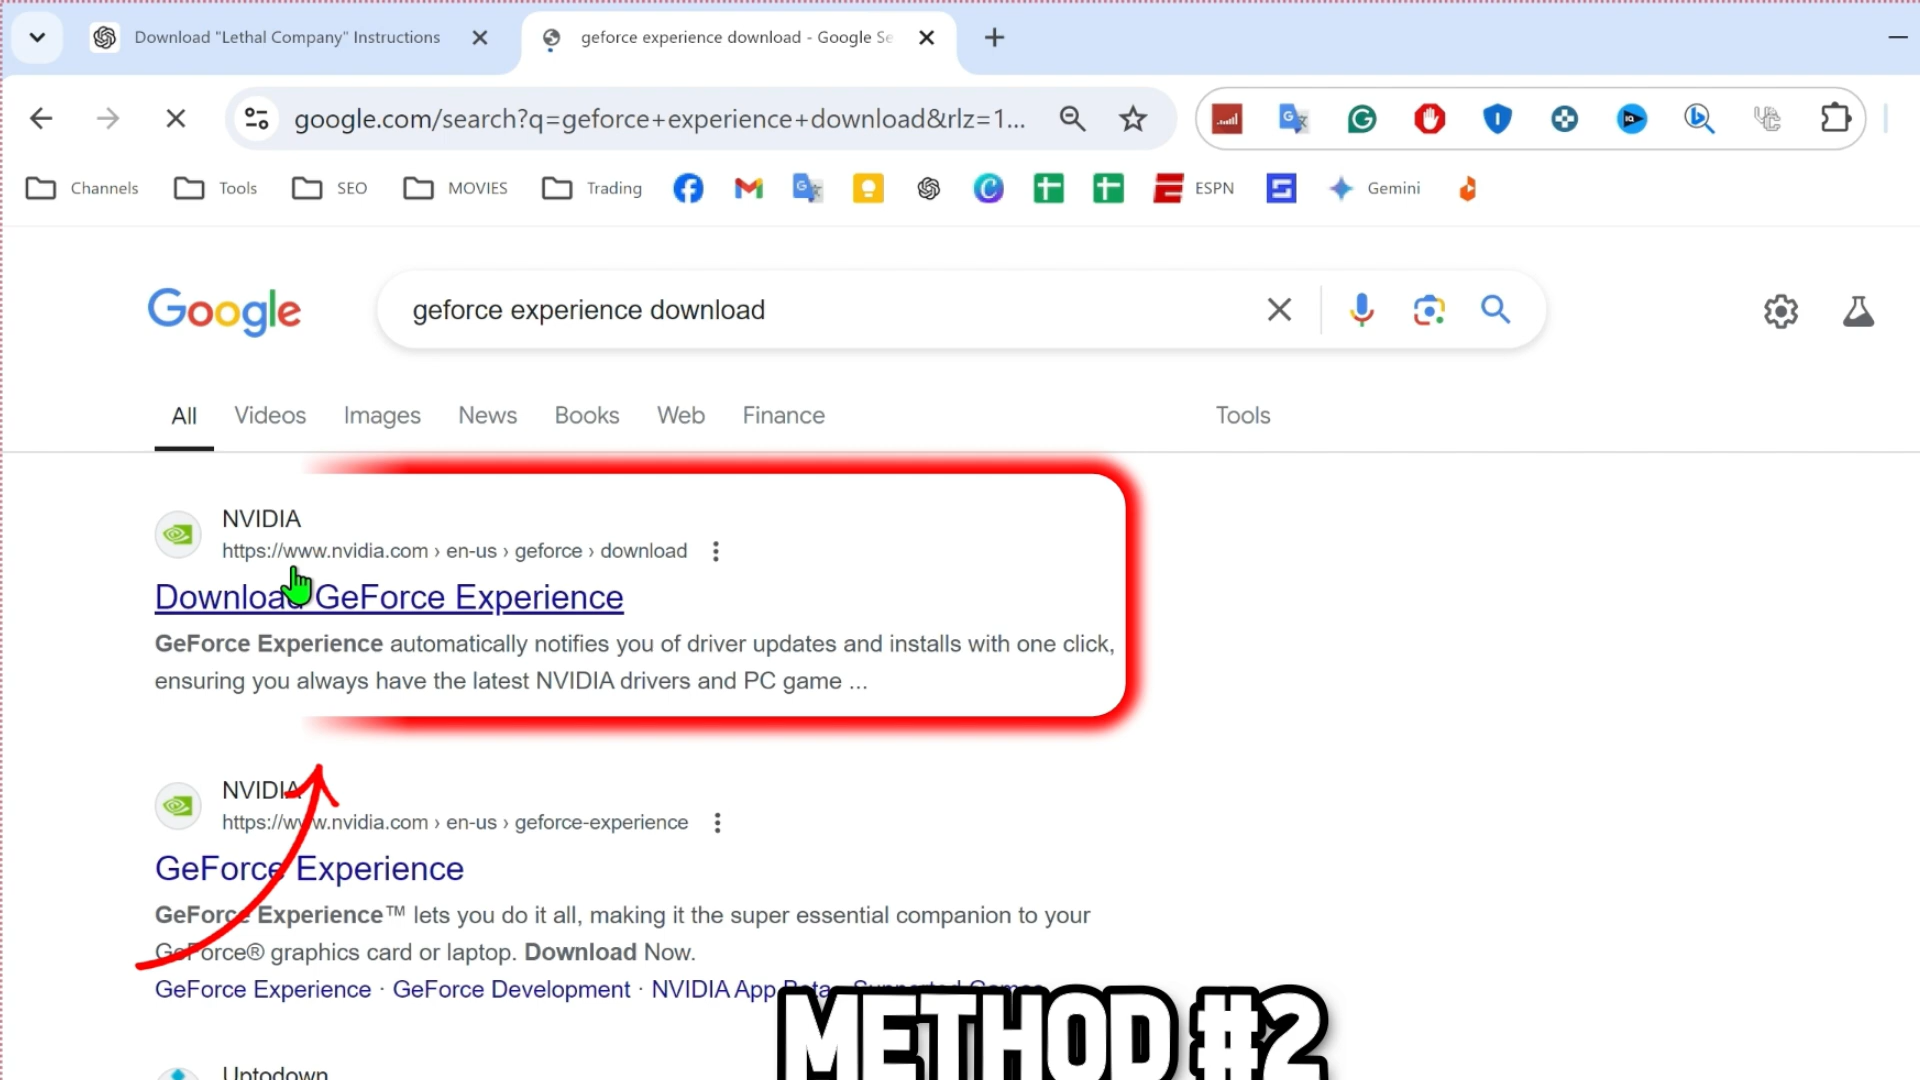 Download "Lethal Company" Instructions
geforce experience download - Google Se
google.com/search?q=geforce+experience+download&rlz=1...
Channels Tools SEO MOVIES Trading ESPN Gemini
Google
geforce experience download
All Videos Images News Books Web Finance Tools
NVIDIA
https://www.nvidia.com › en-us › geforce › download
Download GeForce Experience
GeForce Experience automatically notifies you of driver updates and installs with one click,
ensuring you always have the latest NVIDIA drivers and PC game ...
NVIDIA
https://www.nvidia.com › en-us › geforce-experience
GeForce Experience
GeForce Experience™ lets you do it all, making it the super essential companion to your
GeForce® graphics card or laptop. Download Now.
GeForce Experience · GeForce Development · NVIDIA App Beta · Supported Games
METHOD #2
Uptodown